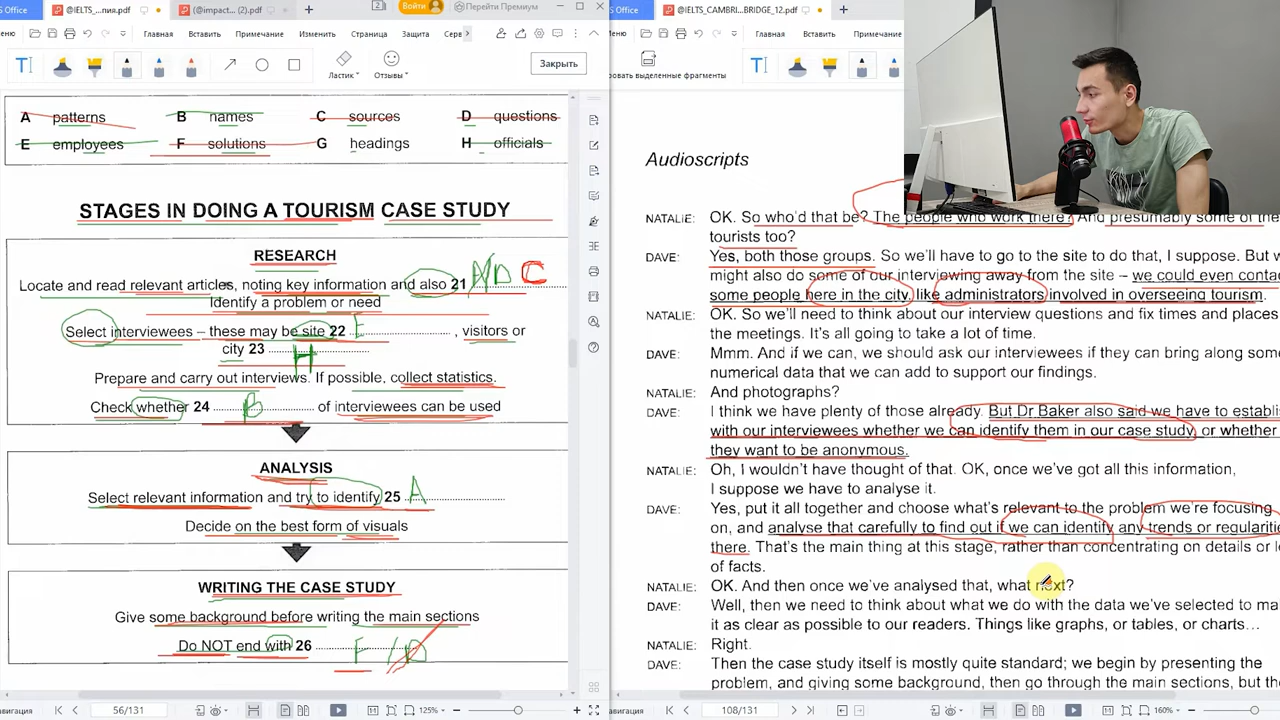 @IELTS_...пия.pdf
(@impact... (2).pdf
2
Войти
Перейти Премиум
S Office
@IELTS_CAMBRI
BRIDGE_12.pdf
Главная Вставить Примечание Изменить Страница Защита
Главная Вставить Примечание
Ластик
Отзывы
Закрыть
ровать выделенные фрагменты
A patterns B names C sources D questions
E employees F solutions G headings H officials
STAGES IN DOING A TOURISM CASE STUDY
RESEARCH
Locate and read relevant articles, noting key information and also 21 A/D C
Identify a problem or need
Select interviewees – these may be site 22 E , visitors or
city 23 H
Prepare and carry out interviews. If possible, collect statistics.
Check whether 24 B of interviewees can be used
ANALYSIS
Select relevant information and try to identify 25 A
Decide on the best form of visuals
WRITING THE CASE STUDY
Give some background before writing the main sections
Do NOT end with 26 F / D
авигация
56/131
125%
Audioscripts
NATALIE: OK. So who'd that be? The people who work there? And presumably some of the
tourists too?
DAVE: Yes, both those groups. So we'll have to go to the site to do that, I suppose. But w
might also do some of our interviewing away from the site – we could even contac
some people here in the city, like administrators involved in overseeing tourism.
NATALIE: OK. So we'll need to think about our interview questions and fix times and places
the meetings. It's all going to take a lot of time.
DAVE: Mmm. And if we can, we should ask our interviewees if they can bring along some
numerical data that we can add to support our findings.
NATALIE: And photographs?
DAVE: I think we have plenty of those already. But Dr Baker also said we have to establi
with our interviewees whether we can identify them in our case study, or whether
they want to be anonymous.
NATALIE: Oh, I wouldn't have thought of that. OK, once we've got all this information,
I suppose we have to analyse it.
DAVE: Yes, put it all together and choose what's relevant to the problem we're focusing
on, and analyse that carefully to find out if we can identify any trends or regularitie
there. That's the main thing at this stage, rather than concentrating on details or lo
of facts.
NATALIE: OK. And then once we've analysed that, what next?
DAVE: Well, then we need to think about what we do with the data we've selected to ma
it as clear as possible to our readers. Things like graphs, or tables, or charts…
NATALIE: Right.
DAVE: Then the case study itself is mostly quite standard; we begin by presenting the
problem, and giving some background, then go through the main sections, but the
авигация
108/131
160%